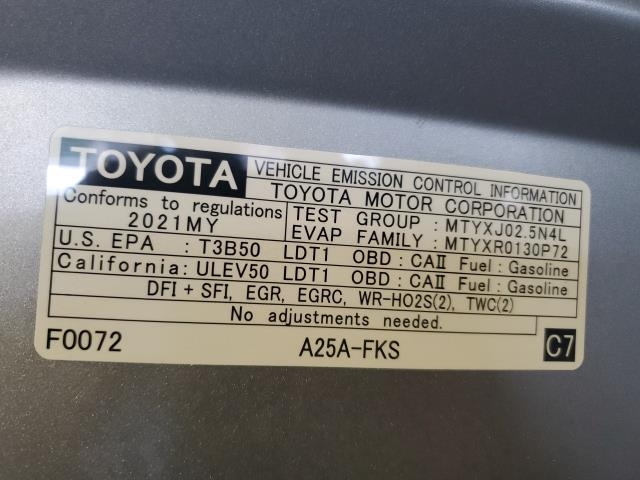 TOYOTA VEHICLE EMISSION CONTROL INFORMATION
TOYOTA MOTOR CORPORATION
Conforms to regulations
2021MY
TEST GROUP : MTYXJ02.5N4L
EVAP FAMILY : MTYXR0130P72
U.S. EPA : T3B50 LDT1 OBD : CAII Fuel : Gasoline
California: ULEV50 LDT1 OBD : CAII Fuel : Gasoline
DFI + SFI, EGR, EGRC, WR-HO2S(2), TWC(2)
No adjustments needed.
F0072 A25A-FKS C7